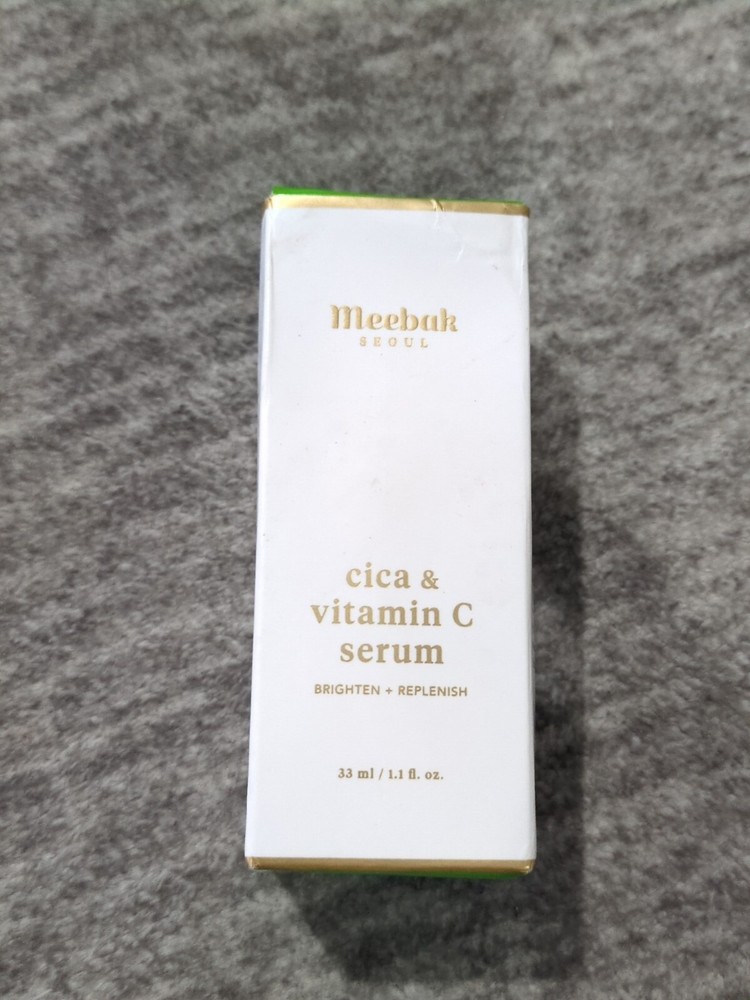 Meebak
SEOUL
cica &
vitamin C
serum
BRIGHTEN + REPLENISH
33 ml / 1.1 fl. oz.